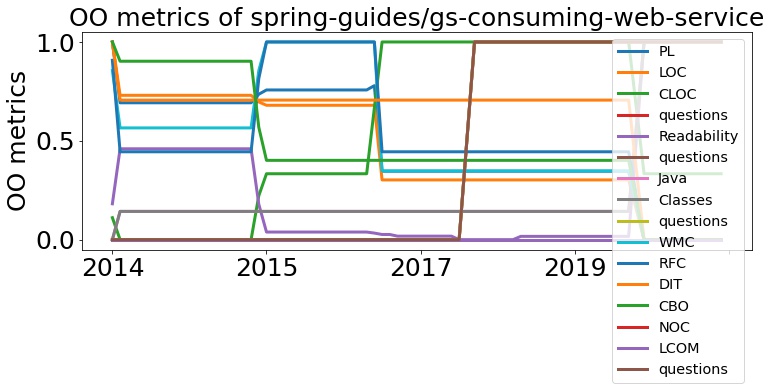 OO metrics of spring-guides/gs-consuming-web-service
OO metrics
1.0
0.5
0.0
2014
2015
2017
2019
PL
LOC
CLOC
questions
Readability
questions
Java
Classes
questions
WMC
RFC
DIT
CBO
NOC
LCOM
questions